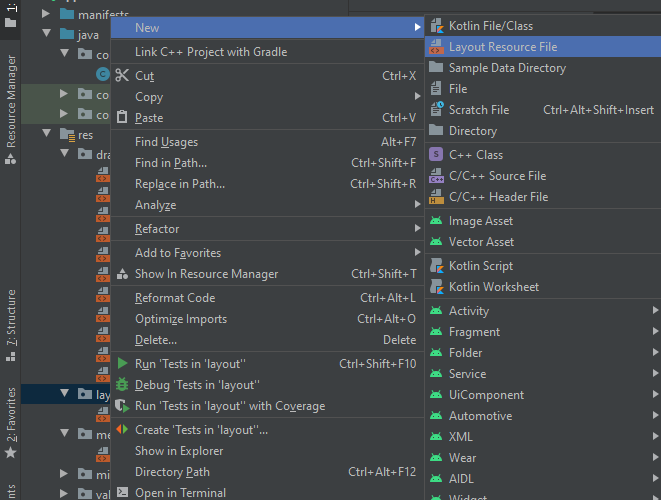 1:
Resource Manager
Z: Structure
2: Favorites
manifests
java
co
co
co
res
dra
lay
me
mi
val
New
Link C++ Project with Gradle
Cut Ctrl+X
Copy
Paste Ctrl+V
Find Usages Alt+F7
Find in Path... Ctrl+Shift+F
Replace in Path... Ctrl+Shift+R
Analyze
Refactor
Add to Favorites
Show In Resource Manager Ctrl+Shift+T
Reformat Code Ctrl+Alt+L
Optimize Imports Ctrl+Alt+O
Delete... Delete
Run 'Tests in 'layout'' Ctrl+Shift+F10
Debug 'Tests in 'layout''
Run 'Tests in 'layout'' with Coverage
Create 'Tests in 'layout''...
Show in Explorer
Directory Path Ctrl+Alt+F12
Open in Terminal
Kotlin File/Class
Layout Resource File
Sample Data Directory
File
Scratch File Ctrl+Alt+Shift+Insert
Directory
C++ Class
C/C++ Source File
C/C++ Header File
Image Asset
Vector Asset
Kotlin Script
Kotlin Worksheet
Activity
Fragment
Folder
Service
UiComponent
Automotive
XML
Wear
AIDL
Widget